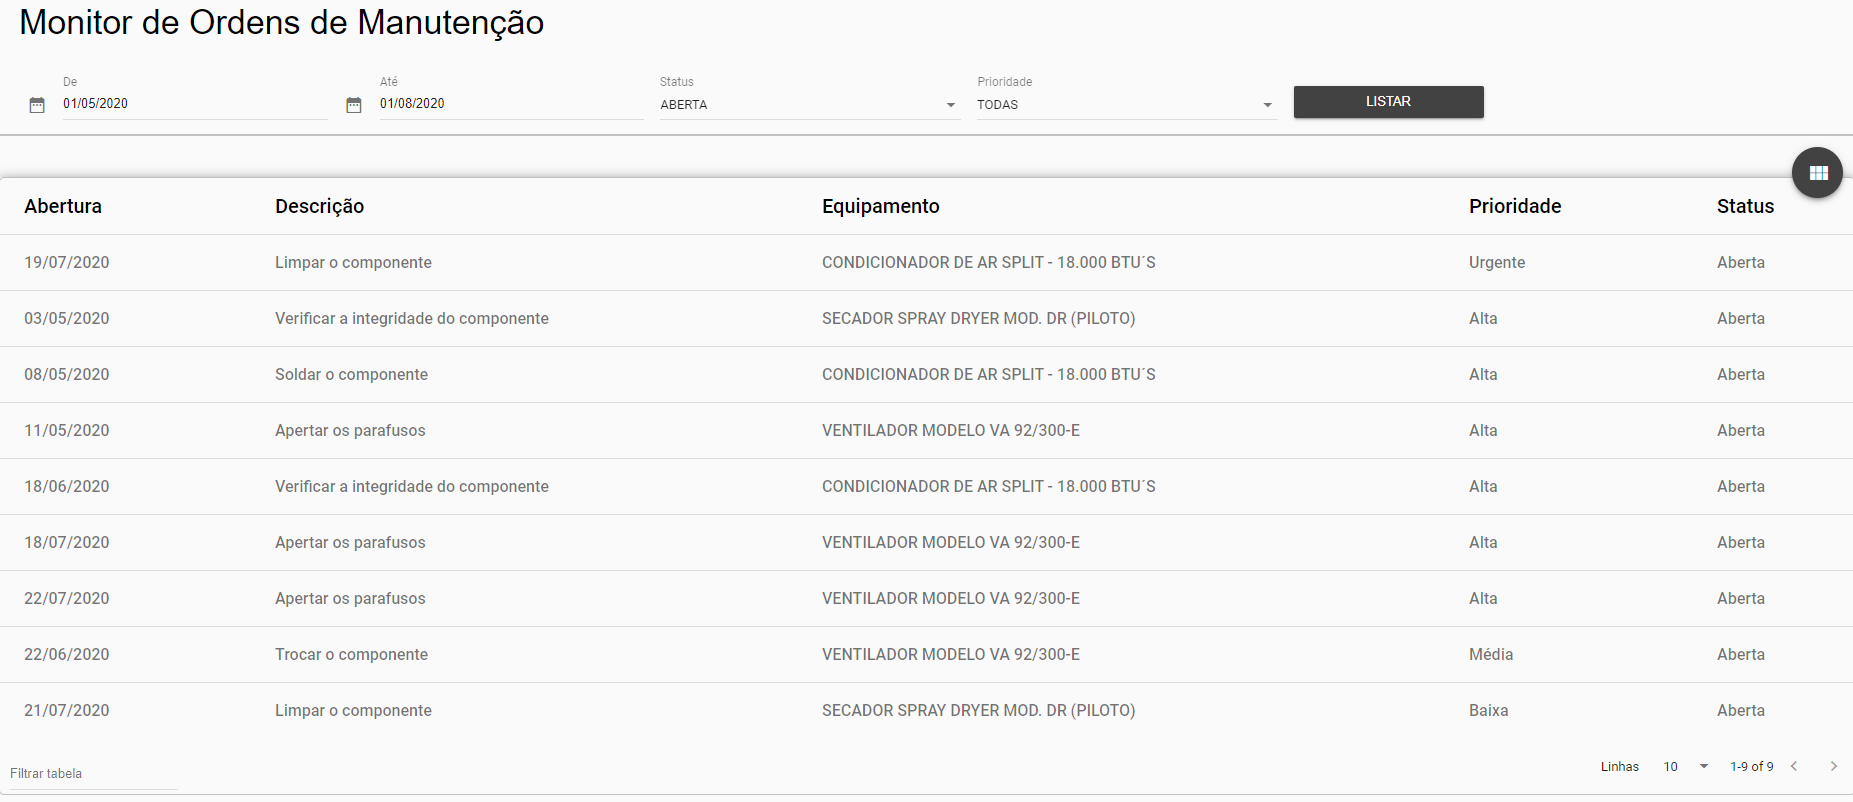 Monitor de Ordens de Manutenção
De Até Status Prioridade
01/05/2020 01/08/2020 ABERTA TODAS LISTAR
Abertura Descrição Equipamento Prioridade Status
19/07/2020 Limpar o componente CONDICIONADOR DE AR SPLIT - 18.000 BTU´S Urgente Aberta
03/05/2020 Verificar a integridade do componente SECADOR SPRAY DRYER MOD. DR (PILOTO) Alta Aberta
08/05/2020 Soldar o componente CONDICIONADOR DE AR SPLIT - 18.000 BTU´S Alta Aberta
11/05/2020 Apertar os parafusos VENTILADOR MODELO VA 92/300-E Alta Aberta
18/06/2020 Verificar a integridade do componente CONDICIONADOR DE AR SPLIT - 18.000 BTU´S Alta Aberta
18/07/2020 Apertar os parafusos VENTILADOR MODELO VA 92/300-E Alta Aberta
22/07/2020 Apertar os parafusos VENTILADOR MODELO VA 92/300-E Alta Aberta
22/06/2020 Trocar o componente VENTILADOR MODELO VA 92/300-E Média Aberta
21/07/2020 Limpar o componente SECADOR SPRAY DRYER MOD. DR (PILOTO) Baixa Aberta
Filtrar tabela Linhas 10 1-9 of 9